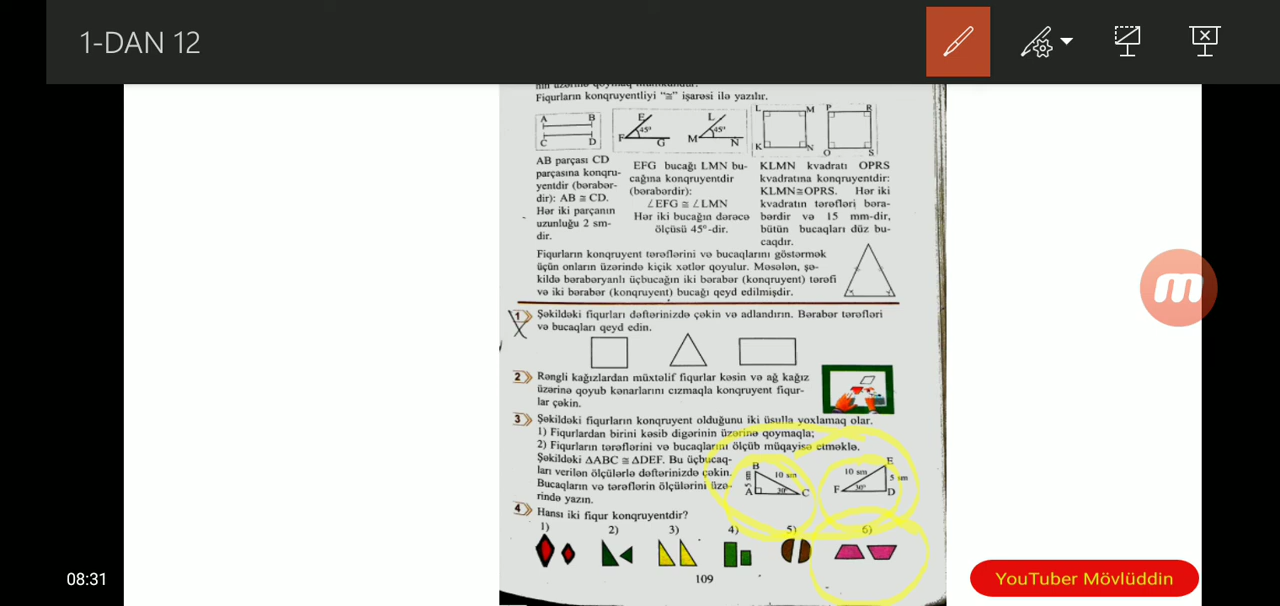 1-DAN 12
Fiqurların konqruyentliyi “≅” işarəsi ilə yazılır.
A B
C D
E
45°
F G
L
45°
M N
L M
K N
P R
O S
AB parçası CD
parçasına konqru-
yentdir (bərabər-
dir): AB ≅ CD.
Hər iki parçanın
uzunluğu 2 sm-
dir.
EFG bucağı LMN bu-
cağına konqruyentdir
(bərabərdir):
∠EFG ≅ ∠LMN
Hər iki bucağın dərəcə
ölçüsü 45°-dir.
KLMN kvadratı OPRS
kvadratına konqruyentdir:
KLMN≅OPRS. Hər iki
kvadratın tərəfləri bəra-
bərdir və 15 mm-dir,
bütün bucaqları düz bu-
caqdır.
Fiqurların konqruyent tərəflərini və bucaqlarını göstərmək
üçün onların üzərində kiçik xətlər qoyulur. Məsələn, şə-
kildə bərabəryanlı üçbucağın iki bərabər (konqruyent) tərəfi
və iki bərabər (konqruyent) bucağı qeyd edilmişdir.
1 Şəkildəki fiqurları dəftərinizdə çəkin və adlandırın. Bərabər tərəfləri
və bucaqları qeyd edin.
2 Rəngli kağızlardan müxtəlif fiqurlar kəsin və ağ kağız
üzərinə qoyub kənarlarını cızmaqla konqruyent fiqur-
lar çəkin.
3 Şəkildəki fiqurların konqruyent olduğunu iki üsulla yoxlamaq olar.
1) Fiqurlardan birini kəsib digərinin üzərinə qoymaqla;
2) Fiqurların tərəflərini və bucaqlarını ölçüb müqayisə etməklə.
Şəkildəki ΔABC ≅ ΔDEF. Bu üçbucaq-
ları verilən ölçülərlə dəftərinizdə çəkin.
Bucaqların və tərəflərin ölçülərini üzə-
rində yazın.
B
5 sm
10 sm
A 30° C
E
10 sm
5 sm
F 30° D
4 Hansı iki fiqur konqruyentdir?
1) 2) 3) 4) 5) 6)
109
08:31
YouTuber Mövlüddin